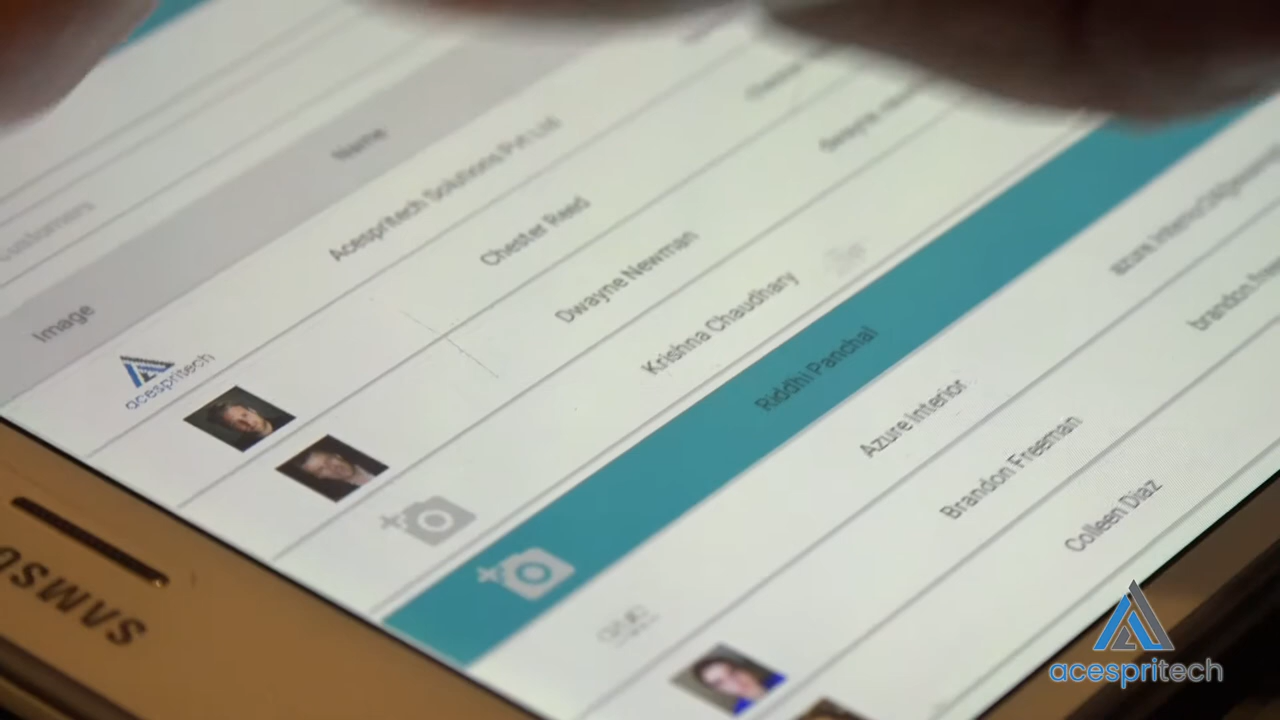 Customers
Image
Name
acespritech
Acespritech Solutions Pvt Ltd
Chester Reed
Dwayne Newman
Krishna Chaudhary
Riddhi Panchal
Azure Interior
Brandon Freeman
Colleen Diaz
SAMSUNG
acespritech